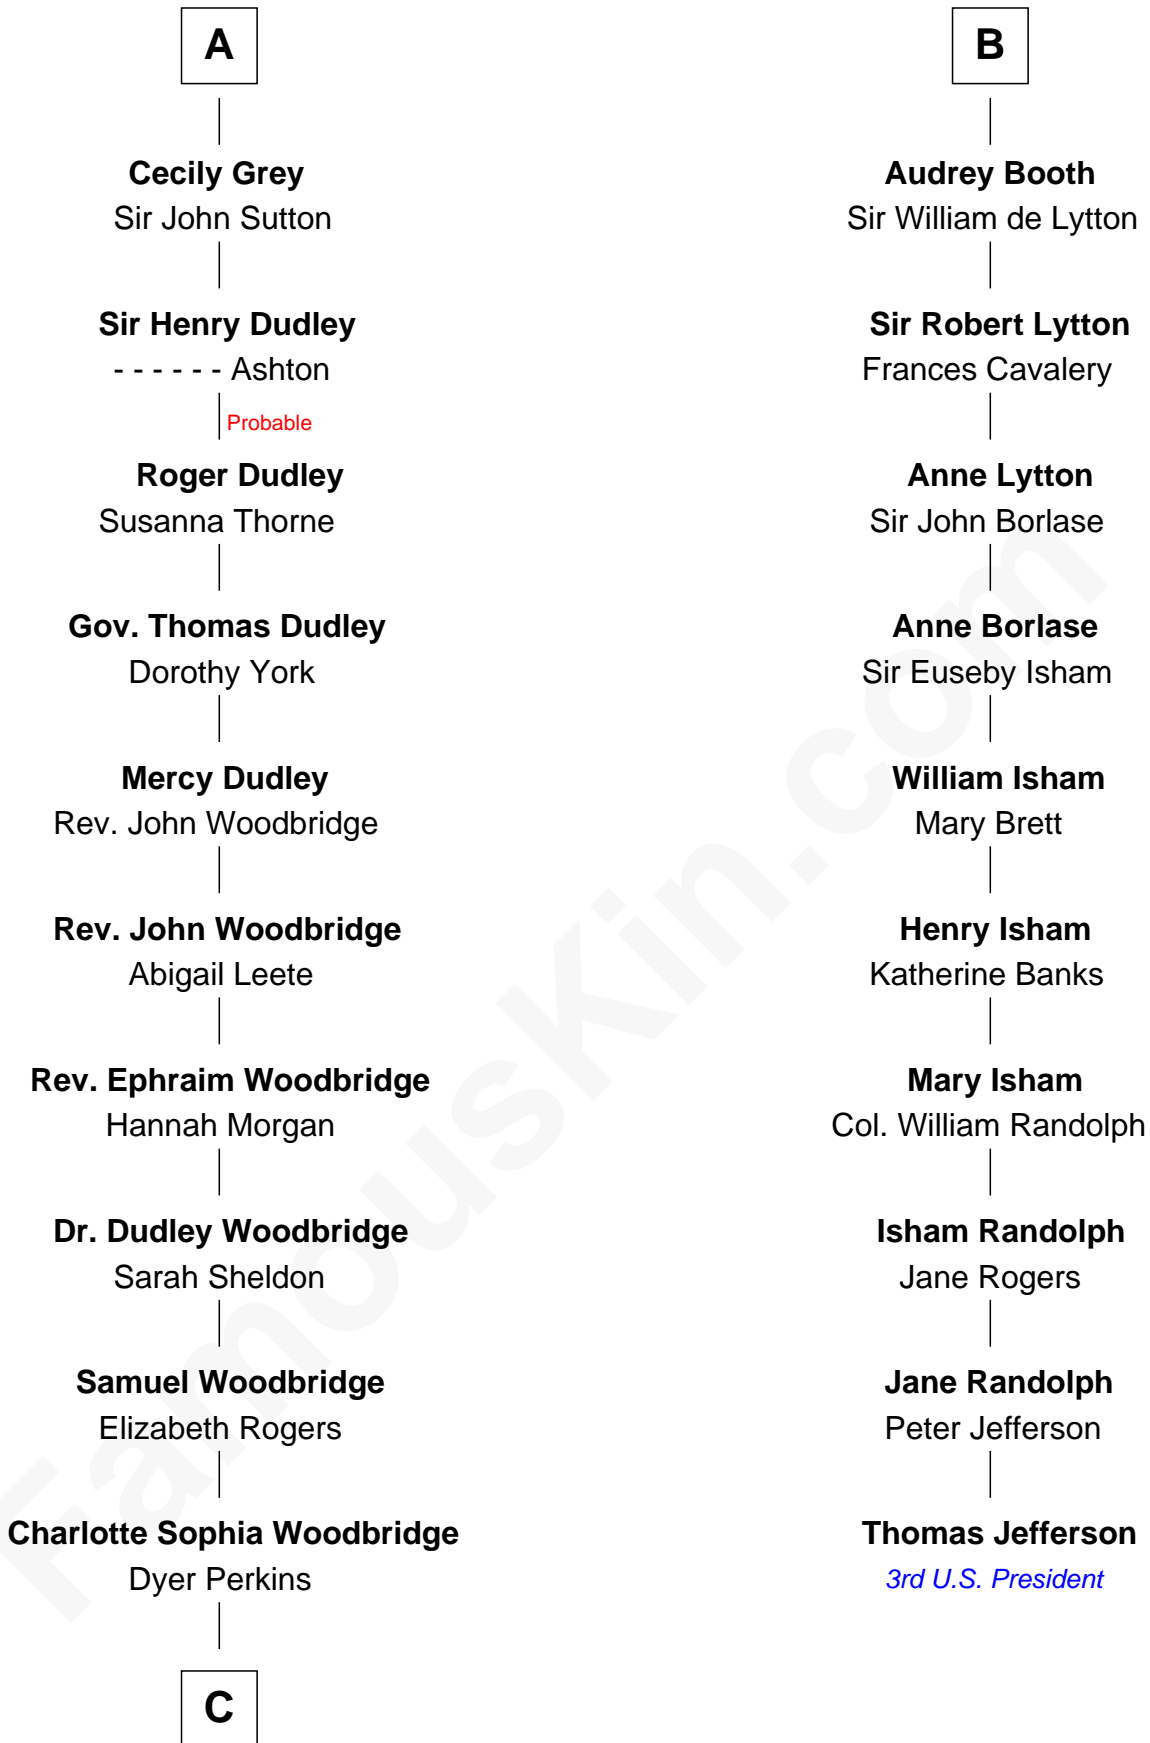 A
Cecily Grey
Sir John Sutton
Sir Henry Dudley
- - - - - - Ashton
Probable
Roger Dudley
Susanna Thorne
Gov. Thomas Dudley
Dorothy York
Mercy Dudley
Rev. John Woodbridge
Rev. John Woodbridge
Abigail Leete
Rev. Ephraim Woodbridge
Hannah Morgan
Dr. Dudley Woodbridge
Sarah Sheldon
Samuel Woodbridge
Elizabeth Rogers
Charlotte Sophia Woodbridge
Dyer Perkins
C
B
Audrey Booth
Sir William de Lytton
Sir Robert Lytton
Frances Cavalery
Anne Lytton
Sir John Borlase
Anne Borlase
Sir Euseby Isham
William Isham
Mary Brett
Henry Isham
Katherine Banks
Mary Isham
Col. William Randolph
Isham Randolph
Jane Rogers
Jane Randolph
Peter Jefferson
Thomas Jefferson
3rd U.S. President
FamousKin.com